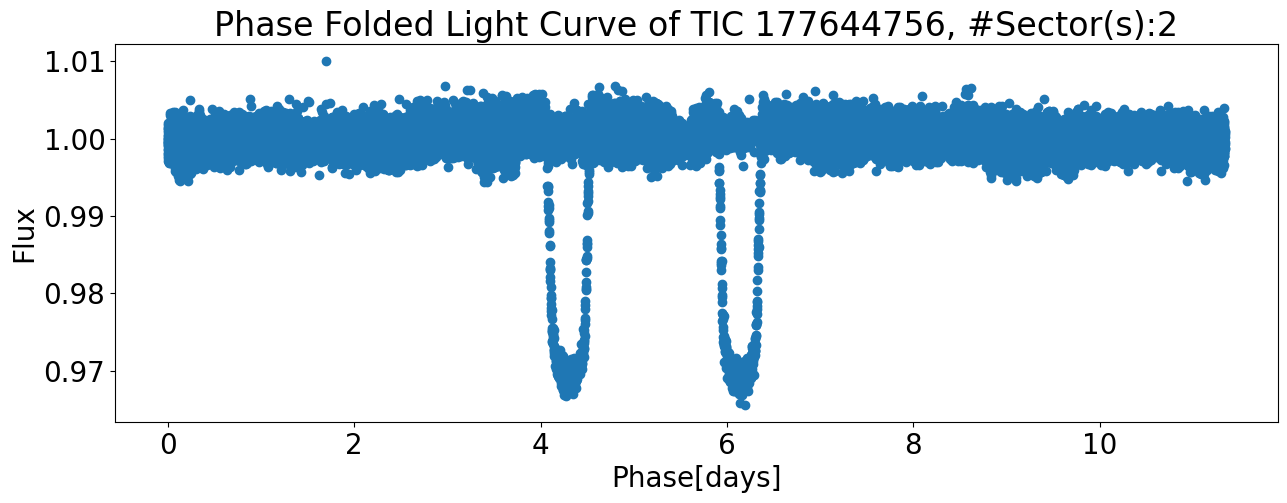 Phase Folded Light Curve of TIC 177644756, #Sector(s):2
1.01
1.00
0.99
0.98
0.97
Flux
0 2 4 6 8 10
Phase[days]